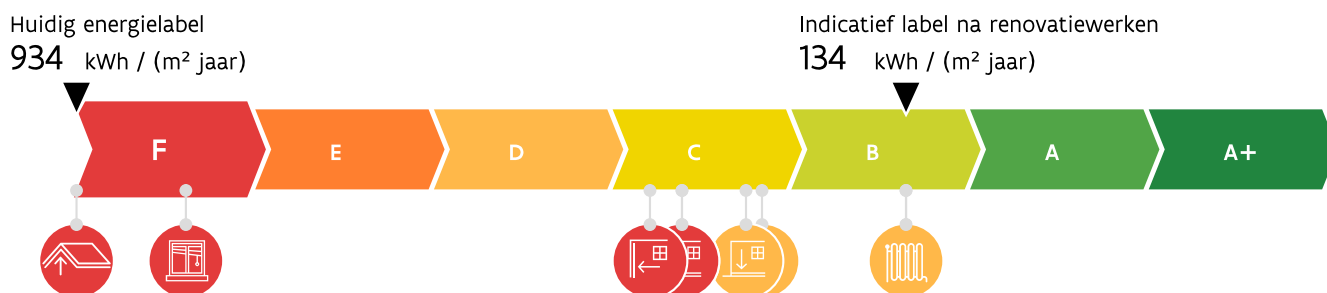 Huidig energielabel
934 kWh / (m² jaar)
Indicatief label na renovatiewerken
134 kWh / (m² jaar)
F E D C B A A+